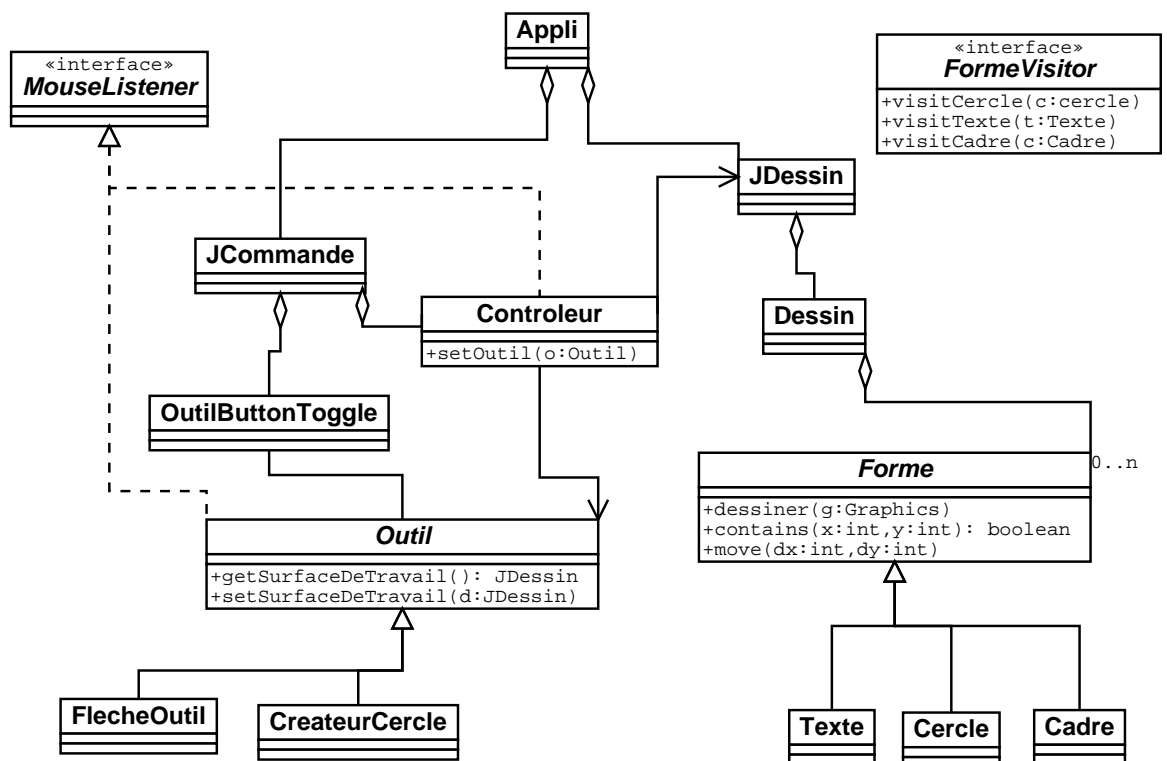 Appli
«interface»
MouseListener
«interface»
FormeVisitor
+visitCercle(c:cercle)
+visitTexte(t:Texte)
+visitCadre(c:Cadre)
JDessin
JCommande
Controleur
+setOutil(o:Outil)
Dessin
OutilButtonToggle
0..n
Forme
+dessiner(g:Graphics)
+contains(x:int,y:int): boolean
+move(dx:int,dy:int)
Outil
+getSurfaceDeTravail(): JDessin
+setSurfaceDeTravail(d:JDessin)
FlecheOutil
CreateurCercle
Texte
Cercle
Cadre